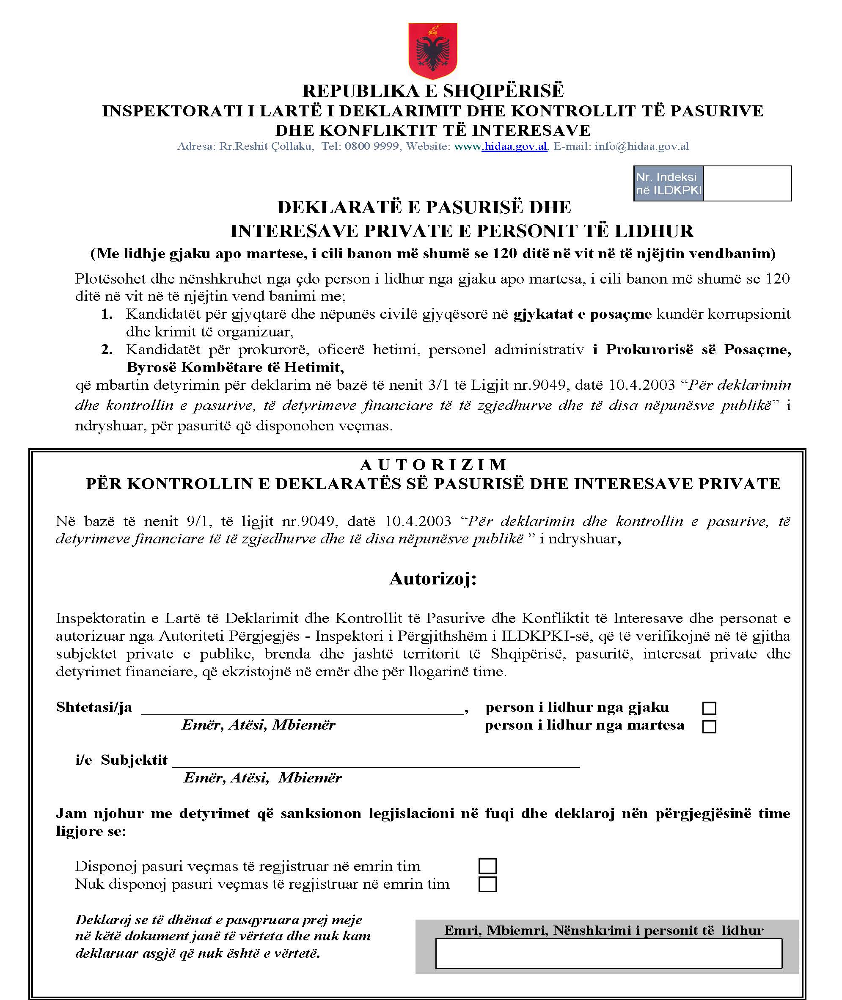 REPUBLIKA E SHQIPËRISË
INSPEKTORATI I LARTË I DEKLARIMIT DHE KONTROLLIT TË PASURIVE
DHE KONFLIKTIT TË INTERESAVE
Adresa: Rr.Reshit Çollaku, Tel: 0800 9999, Website: www.hidaa.gov.al, E-mail: info@hidaa.gov.al
Nr. Indeksi
në ILDKPKI
DEKLARATË E PASURISË DHE
INTERESAVE PRIVATE E PERSONIT TË LIDHUR
(Me lidhje gjaku apo martese, i cili banon më shumë se 120 ditë në vit në të njëjtin vendbanim)
Plotësohet dhe nënshkruhet nga çdo person i lidhur nga gjaku apo martesa, i cili banon më shumë se 120
ditë në vit në të njëjtin vend banimi me;
1. Kandidatët për gjyqtarë dhe nëpunës civilë gjyqësorë në gjykatat e posaçme kundër korrupsionit
dhe krimit të organizuar,
2. Kandidatët për prokurorë, oficerë hetimi, personel administrativ i Prokurorisë së Posaçme,
Byrosë Kombëtare të Hetimit,
që mbartin detyrimin për deklarim në bazë të nenit 3/1 të Ligjit nr.9049, datë 10.4.2003 “Për deklarimin
dhe kontrollin e pasurive, të detyrimeve financiare të të zgjedhurve dhe të disa nëpunësve publikë” i
ndryshuar, për pasuritë që disponohen veçmas.
A U T O R I Z I M
PËR KONTROLLIN E DEKLARATËS SË PASURISË DHE INTERESAVE PRIVATE
Në bazë të nenit 9/1, të ligjit nr.9049, datë 10.4.2003 “Për deklarimin dhe kontrollin e pasurive, të
detyrimeve financiare të të zgjedhurve dhe të disa nëpunësve publikë ” i ndryshuar,
Autorizoj:
Inspektoratin e Lartë të Deklarimit dhe Kontrollit të Pasurive dhe Konfliktit të Interesave dhe personat e
autorizuar nga Autoriteti Përgjegjës - Inspektori i Përgjithshëm i ILDKPKI-së, që të verifikojnë në të gjitha
subjektet private e publike, brenda dhe jashtë territorit të Shqipërisë, pasuritë, interesat private dhe
detyrimet financiare, që ekzistojnë në emër dhe për llogarinë time.
Shtetasi/ja ________________________________________, person i lidhur nga gjaku
Emër, Atësi, Mbiemër person i lidhur nga martesa
i/e Subjektit __________________________________________________
Emër, Atësi, Mbiemër
Jam njohur me detyrimet që sanksionon legjislacioni në fuqi dhe deklaroj nën përgjegjësinë time
ligjore se:
Disponoj pasuri veçmas të regjistruar në emrin tim
Nuk disponoj pasuri veçmas të regjistruar në emrin tim
Deklaroj se të dhënat e pasqyruara prej meje
në këtë dokument janë të vërteta dhe nuk kam
deklaruar asgjë që nuk është e vërtetë.
Emri, Mbiemri, Nënshkrimi i personit të lidhur